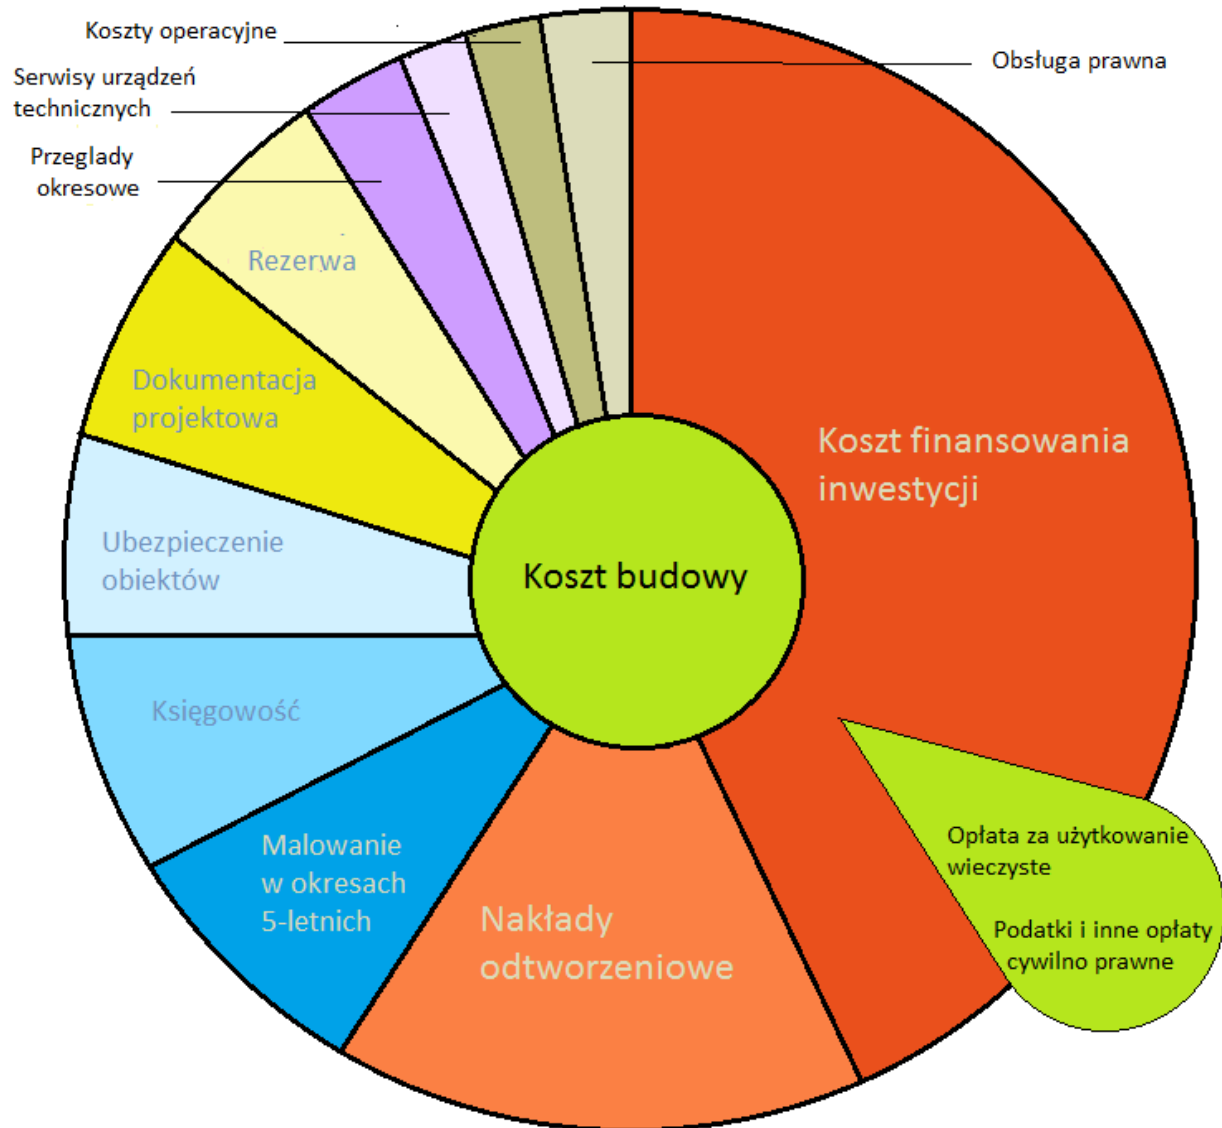 Koszty operacyjne
Obsługa prawna
Serwisy urządzeń
technicznych
Przeglady
okresowe
Rezerwa
Dokumentacja
projektowa
Koszt finansowania
inwestycji
Ubezpieczenie
obiektów
Koszt budowy
Księgowość
Malowanie
w okresach
5-letnich
Nakłady
odtworzeniowe
Opłata za użytkowanie
wieczyste
Podatki i inne opłaty
cywilno prawne